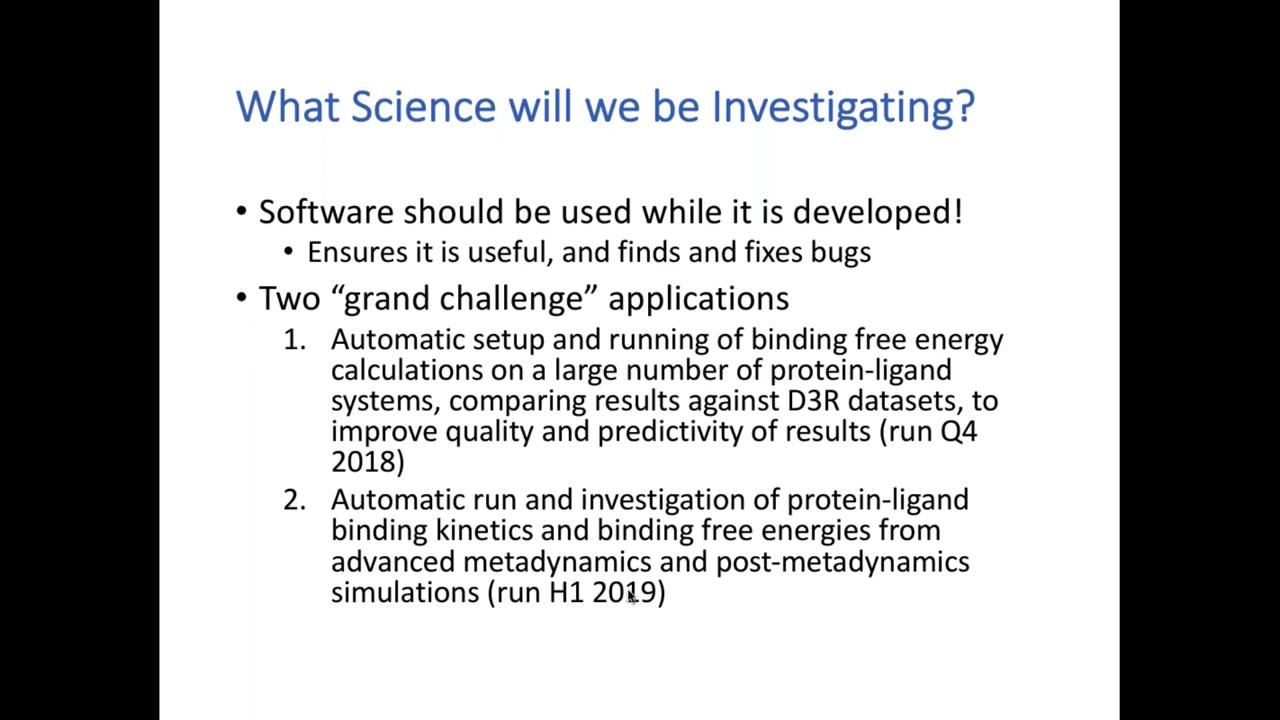 What Science will we be Investigating?
• Software should be used while it is developed!
• Ensures it is useful, and finds and fixes bugs
• Two “grand challenge” applications
1. Automatic setup and running of binding free energy
calculations on a large number of protein-ligand
systems, comparing results against D3R datasets, to
improve quality and predictivity of results (run Q4
2018)
2. Automatic run and investigation of protein-ligand
binding kinetics and binding free energies from
advanced metadynamics and post-metadynamics
simulations (run H1 2019)